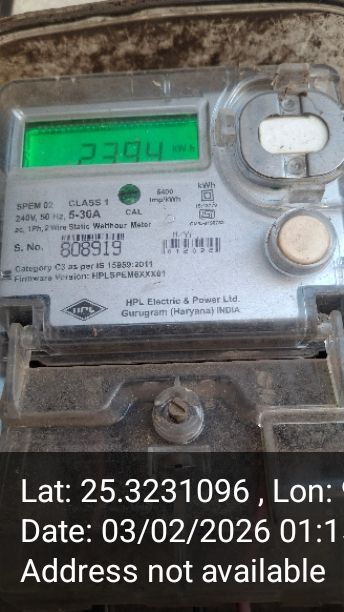 2394 kWh
SPEM 02 CLASS 1 5400 kWh
240V, 50 Hz, 5-30A CAL Imp/kWh
ac, 1Ph, 2 Wire Static Watthour Meter
S. No. 808919
Category C3 as per IS 15959:2011
Firmware Version: HPLSPEM6XXX01
HPL HPL Electric & Power Ltd.
Gurugram (Haryana) INDIA
Lat: 25.3231096 , Lon:
Date: 03/02/2026 01:1
Address not available